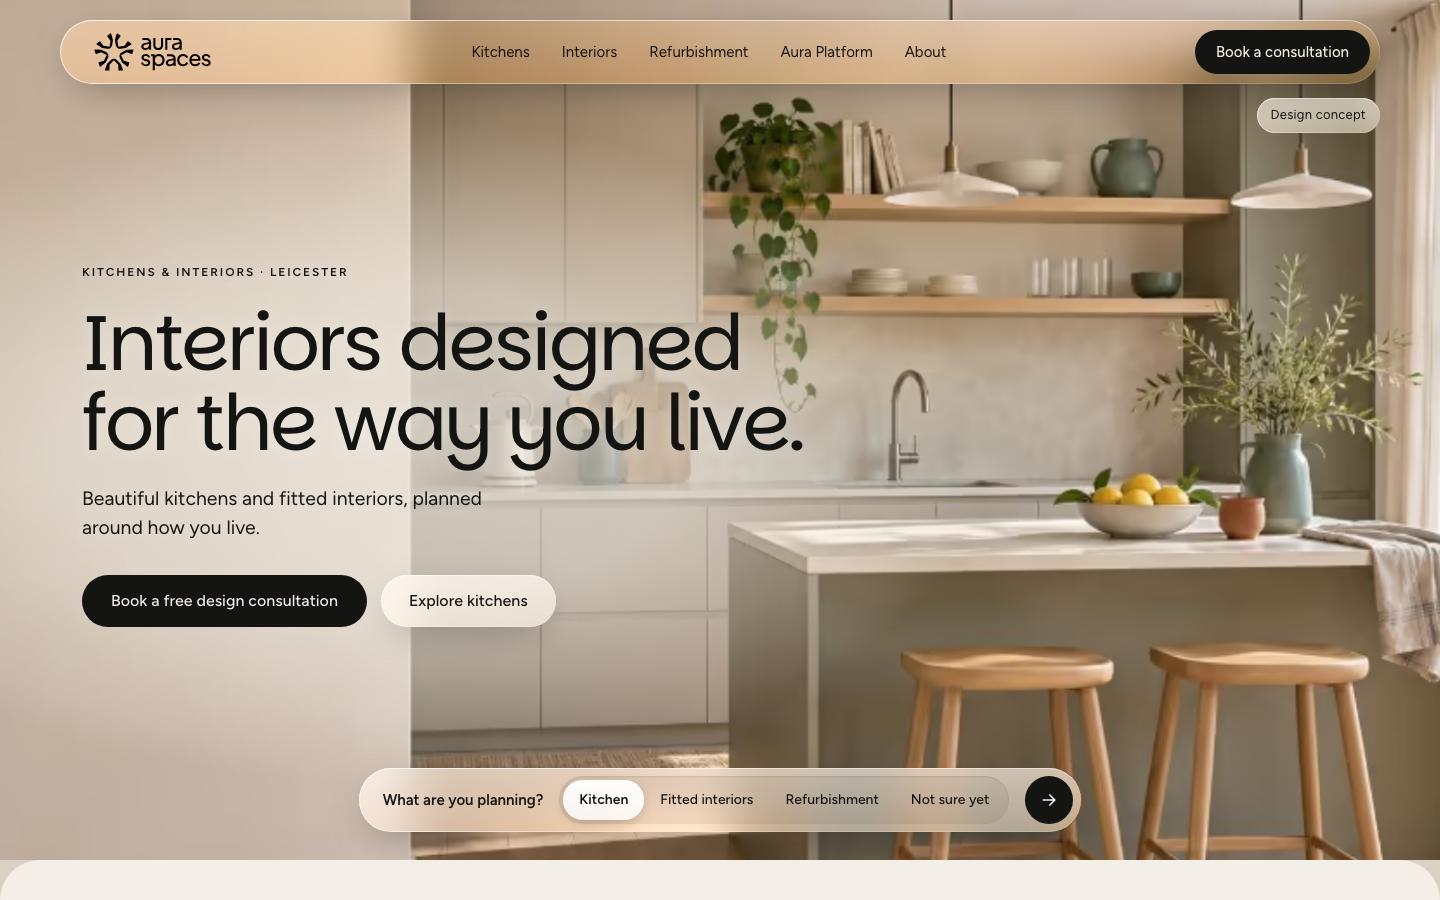 aura
spaces
Kitchens
Interiors
Refurbishment
Aura Platform
About
Book a consultation
Design concept
KITCHENS & INTERIORS · LEICESTER
Interiors designed
for the way you live.
Beautiful kitchens and fitted interiors, planned
around how you live.
Book a free design consultation
Explore kitchens
What are you planning?
Kitchen
Fitted interiors
Refurbishment
Not sure yet